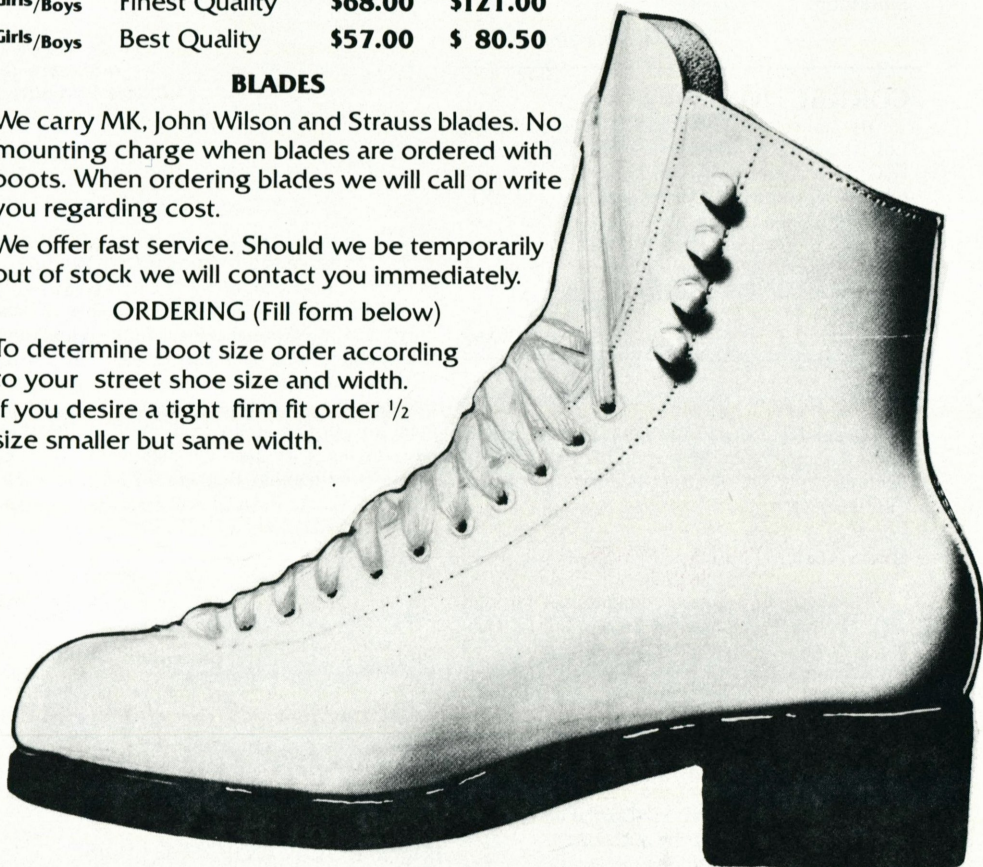 Girls/Boys Finest Quality $68.00 $121.00
Girls/Boys Best Quality $57.00 $ 80.50
BLADES
We carry MK, John Wilson and Strauss blades. No
mounting charge when blades are ordered with
boots. When ordering blades we will call or write
you regarding cost.
We offer fast service. Should we be temporarily
out of stock we will contact you immediately.
ORDERING (Fill form below)
To determine boot size order according
to your street shoe size and width.
If you desire a tight firm fit order 1/2
size smaller but same width.